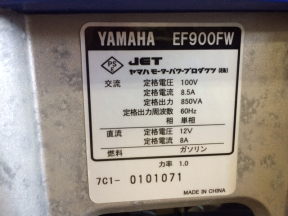 YAMAHA EF900FW
PS
E JET
ヤマハモーターパワープロダクツ(株)
交流 定格電圧 100V
定格電流 8.5A
定格出力 850VA
定格出力周波数 60Hz
相 単相
直流 定格電圧 12V
定格電流 8A
燃料 ガソリン
力率 1.0
7C1- 0101071
MADE IN CHINA